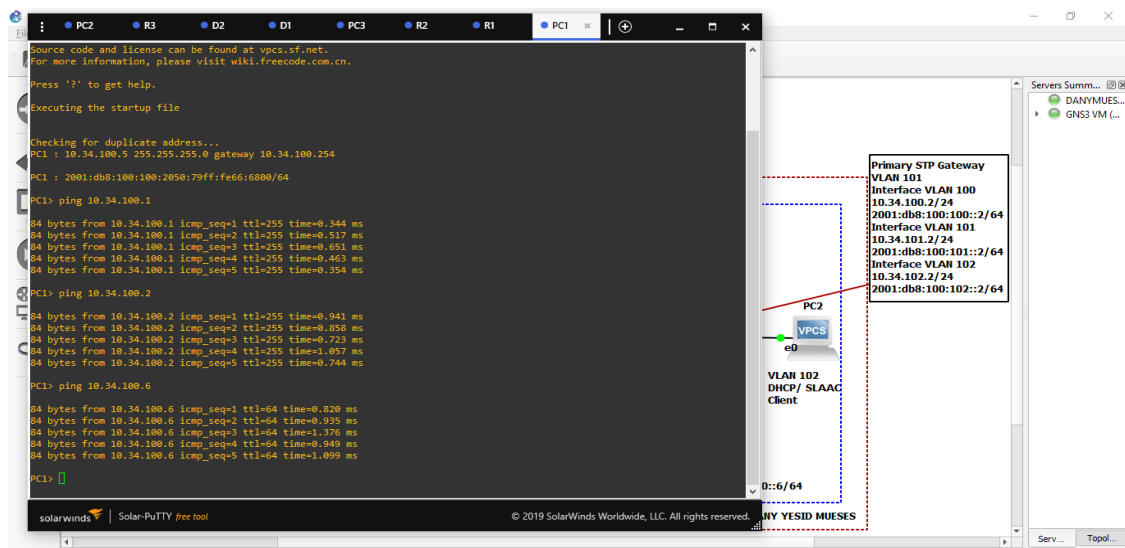 PC2 R3 D2 D1 PC3 R2 R1 PC1
Source code and license can be found at vpcs.sf.net.
For more information, please visit wiki.freecode.com.cn.
Press '?' to get help.
Executing the startup file
Checking for duplicate address...
PC1 : 10.34.100.5 255.255.255.0 gateway 10.34.100.254
PC1 : 2001:db8:100:100:2050:79ff:fe66:6800/64
PC1> ping 10.34.100.1
84 bytes from 10.34.100.1 icmp_seq=1 ttl=255 time=0.344 ms
84 bytes from 10.34.100.1 icmp_seq=2 ttl=255 time=0.517 ms
84 bytes from 10.34.100.1 icmp_seq=3 ttl=255 time=0.651 ms
84 bytes from 10.34.100.1 icmp_seq=4 ttl=255 time=0.463 ms
84 bytes from 10.34.100.1 icmp_seq=5 ttl=255 time=0.354 ms
PC1> ping 10.34.100.2
84 bytes from 10.34.100.2 icmp_seq=1 ttl=255 time=0.941 ms
84 bytes from 10.34.100.2 icmp_seq=2 ttl=255 time=0.858 ms
84 bytes from 10.34.100.2 icmp_seq=3 ttl=255 time=0.723 ms
84 bytes from 10.34.100.2 icmp_seq=4 ttl=255 time=1.057 ms
84 bytes from 10.34.100.2 icmp_seq=5 ttl=255 time=0.744 ms
PC1> ping 10.34.100.6
84 bytes from 10.34.100.6 icmp_seq=1 ttl=64 time=0.820 ms
84 bytes from 10.34.100.6 icmp_seq=2 ttl=64 time=0.935 ms
84 bytes from 10.34.100.6 icmp_seq=3 ttl=64 time=1.376 ms
84 bytes from 10.34.100.6 icmp_seq=4 ttl=64 time=0.949 ms
84 bytes from 10.34.100.6 icmp_seq=5 ttl=64 time=1.099 ms
PC1>
solarwinds Solar-PuTTY free tool © 2019 SolarWinds Worldwide, LLC. All rights reserved.
Primary STP Gateway
VLAN 101
Interface VLAN 100
10.34.100.2/24
2001:db8:100:100::2/64
Interface VLAN 101
10.34.101.2/24
2001:db8:100:101::2/64
Interface VLAN 102
10.34.102.2/24
2001:db8:100:102::2/64
PC2
VPCS
e0
VLAN 102
DHCP/ SLAAC
Client
0::6/64
NY YESID MUESES
Servers Summ...
DANYMUES...
GNS3 VM (...
Serv... Topol...